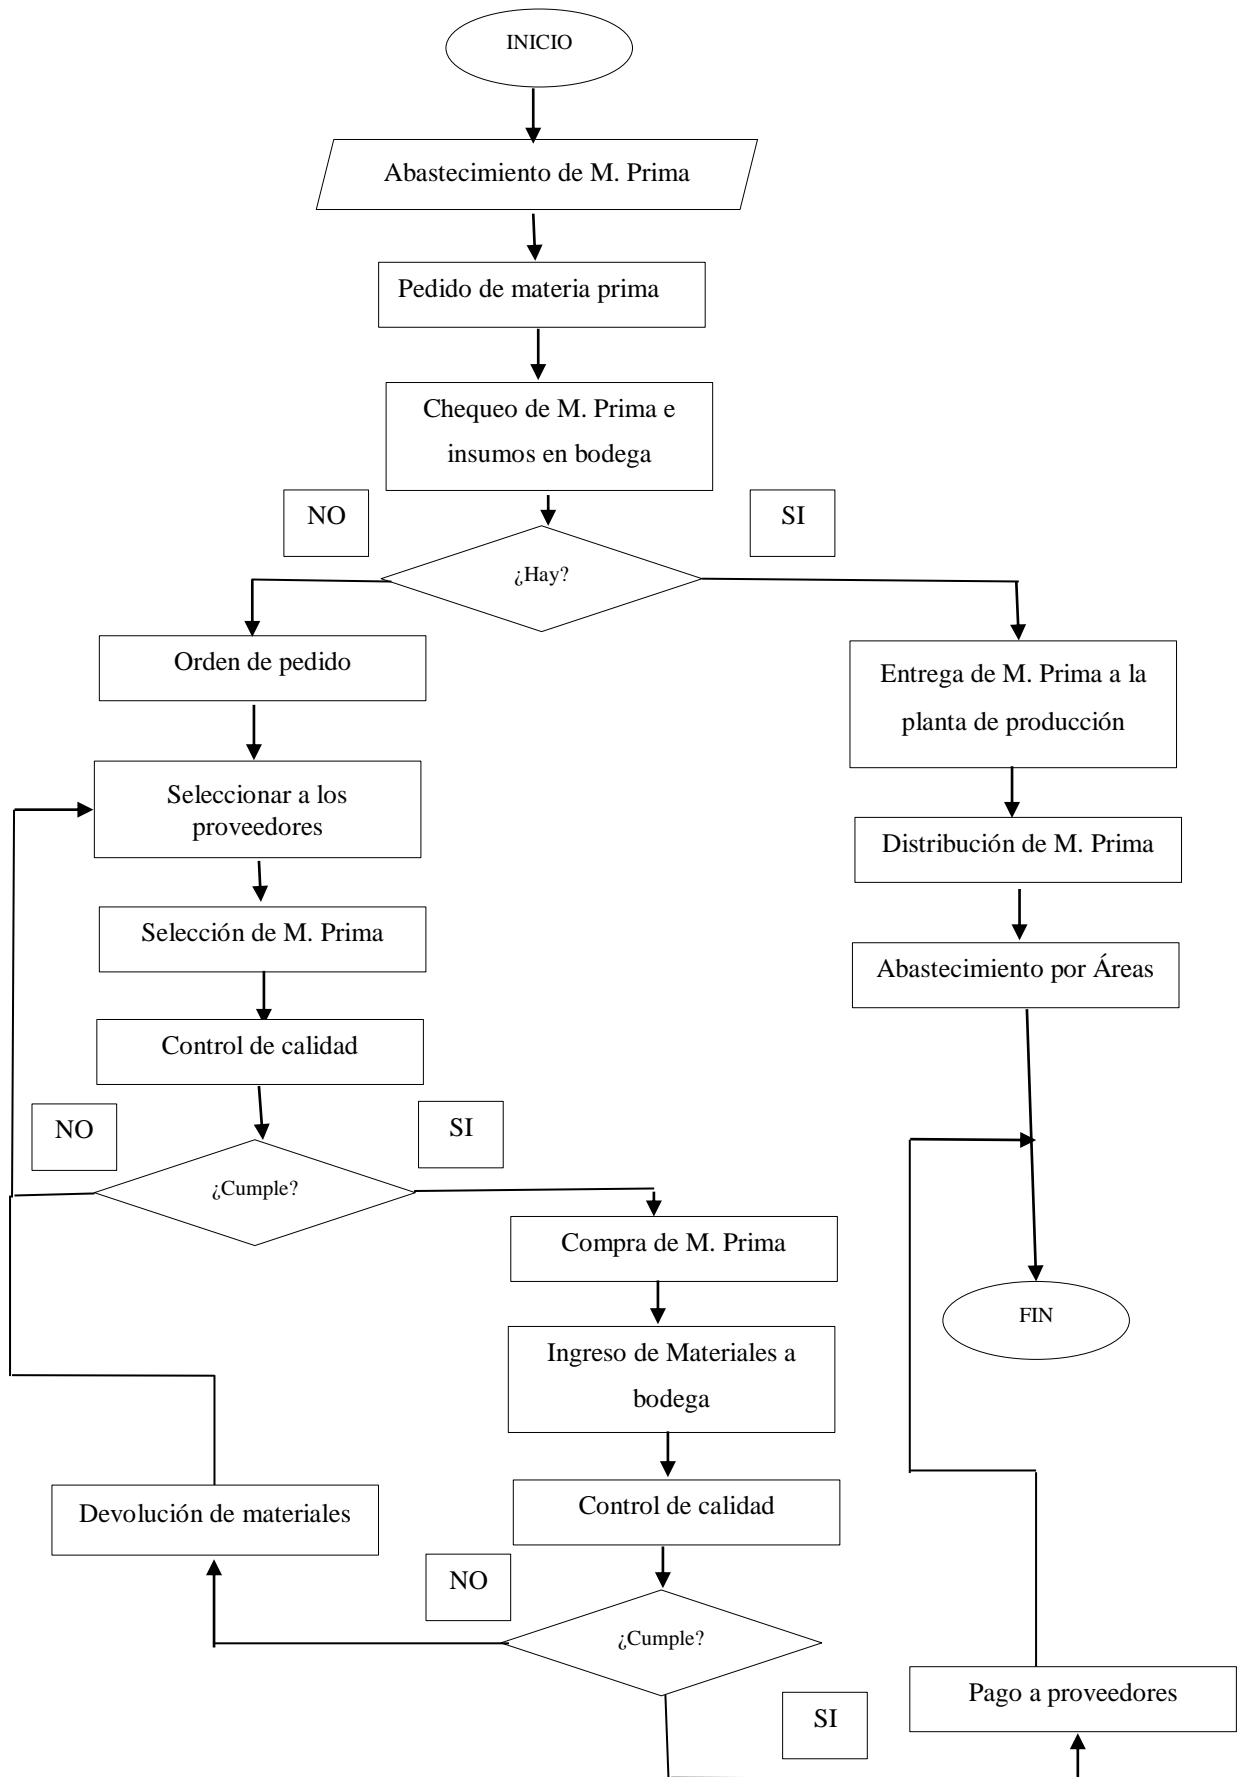 INICIO
Abastecimiento de M. Prima
Pedido de materia prima
Chequeo de M. Prima e
insumos en bodega
NO
SI
¿Hay?
Orden de pedido
Entrega de M. Prima a la
planta de producción
Seleccionar a los
proveedores
Distribución de M. Prima
Selección de M. Prima
Abastecimiento por Áreas
Control de calidad
NO
SI
¿Cumple?
Compra de M. Prima
FIN
Ingreso de Materiales a
bodega
Devolución de materiales
Control de calidad
NO
¿Cumple?
Pago a proveedores
SI